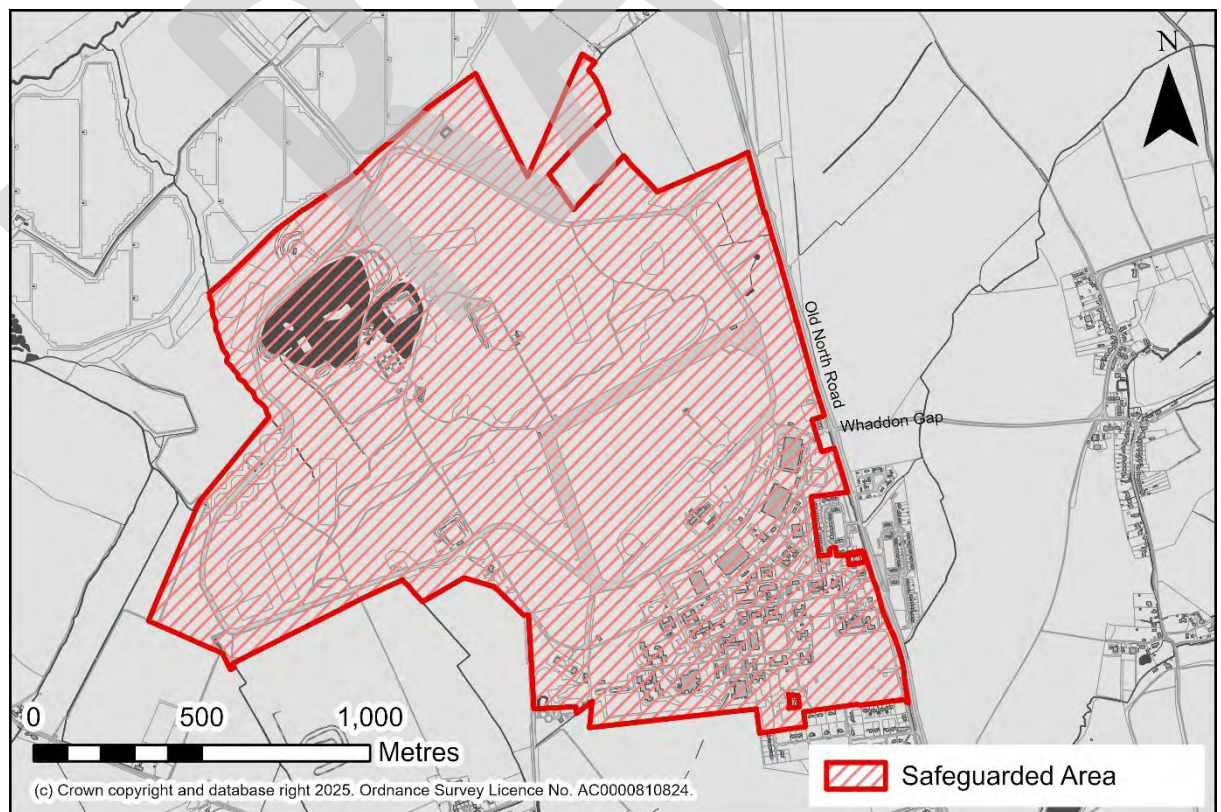 N
Old North Road
Whaddon Gap
0 500 1,000
Metres
(c) Crown copyright and database right 2025. Ordnance Survey Licence No. AC0000810824.
Safeguarded Area